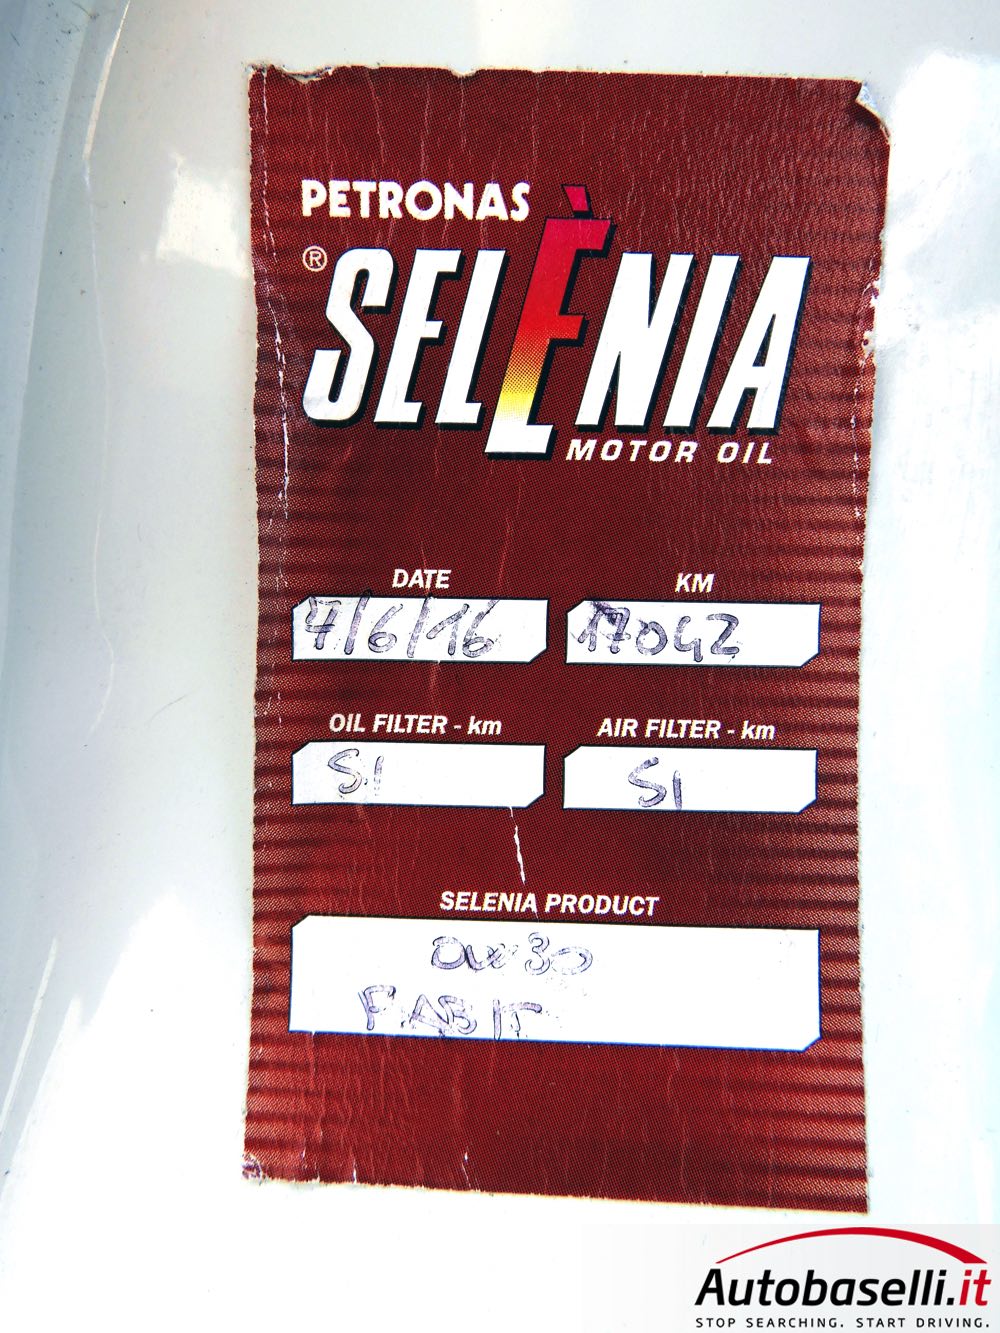 PETRONAS
® SELÈNIA
MOTOR OIL
DATE KM
7/6/16 17042
OIL FILTER - km AIR FILTER - km
SI SI
SELENIA PRODUCT
0W30
FABIT
Autobaselli.it
STOP SEARCHING. START DRIVING.